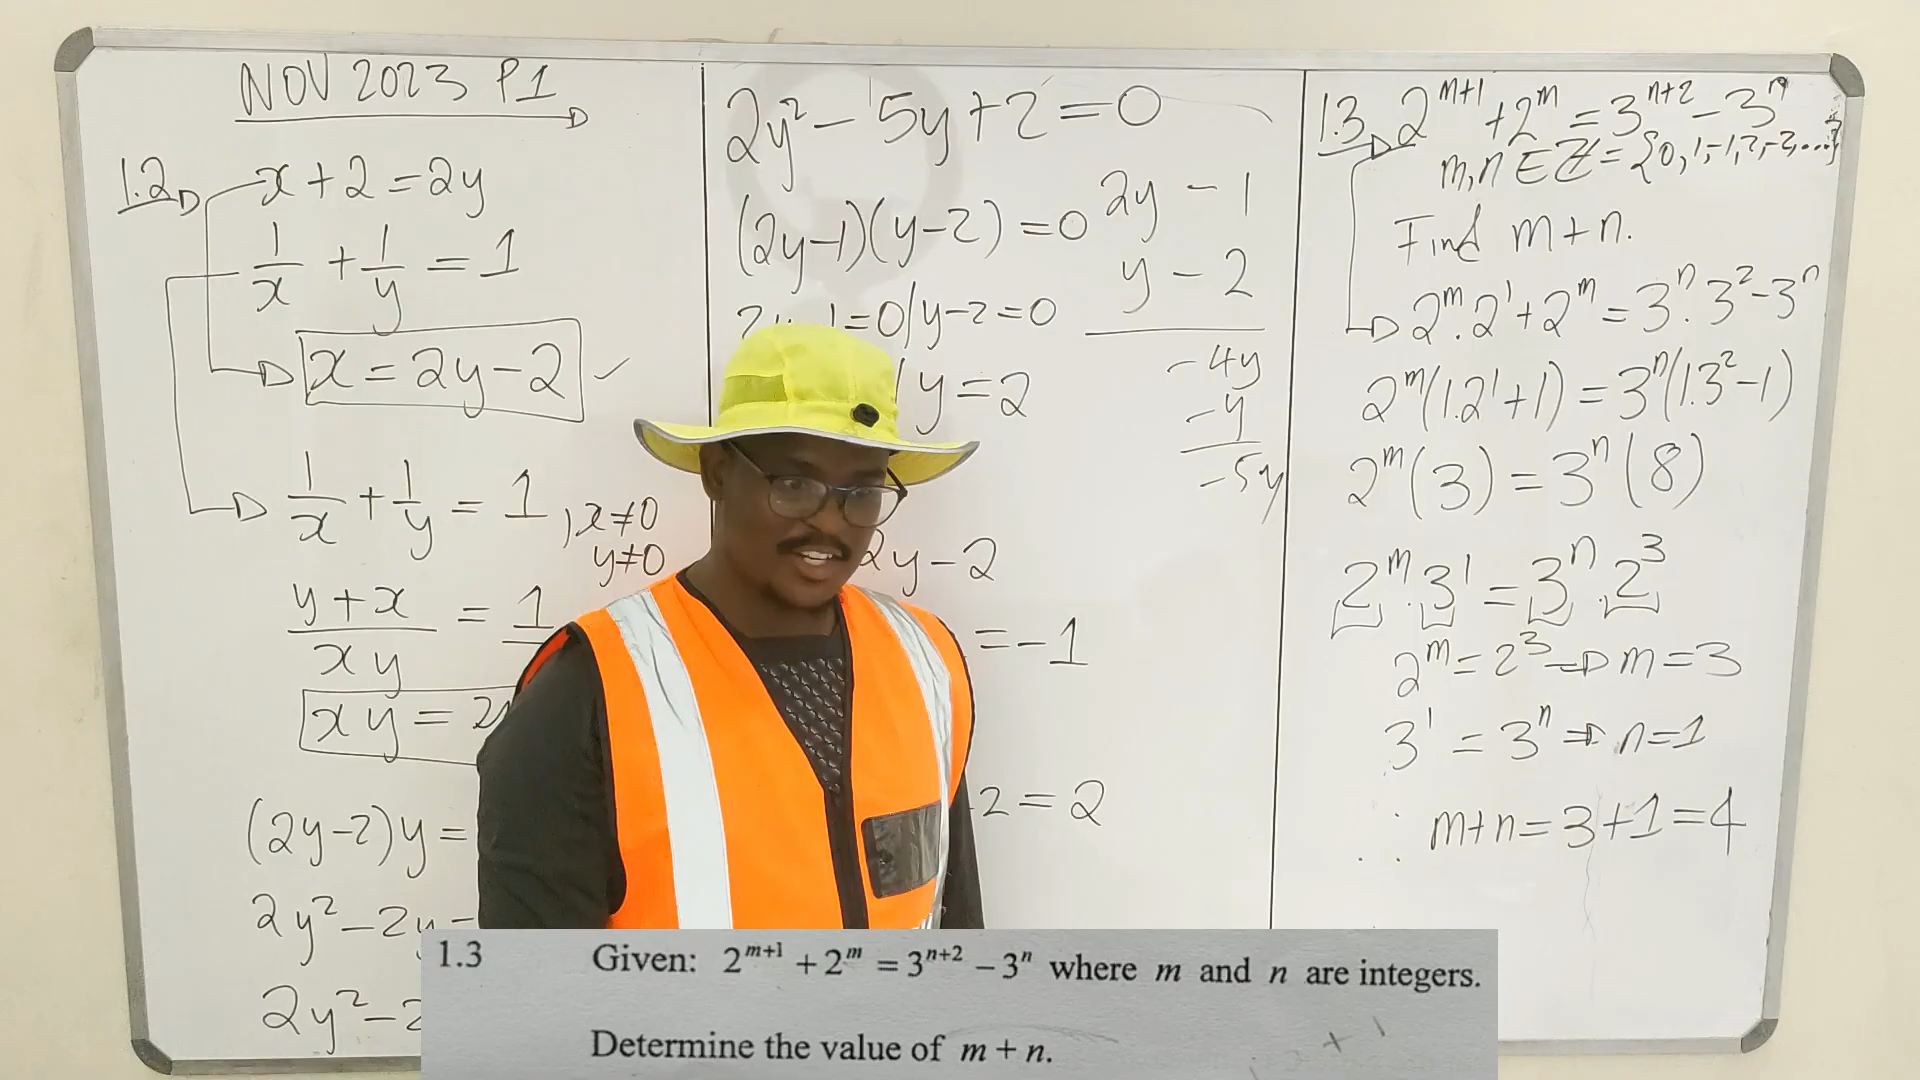 NOV 2023 P1
1.2 x + 2 = 2y
1/x + 1/y = 1
x = 2y - 2 ✓
1/x + 1/y = 1, x ≠ 0
y ≠ 0
(y + x)/(xy) = 1
xy =
(2y-2)y =
2y² - 2y
2y² -
2y² - 5y + 2 = 0
(2y-1)(y-2) = 0
2y - 1
y - 2
-4y
-y
-5y
1 = 0 / y - 2 = 0
/ y = 2
2y - 2
= -1
2 = 2
1.3 2^(m+1) + 2^m = 3^(n+2) - 3^n
m, n ∈ ℤ = {0, 1, -1, 2, -2, ...}
Find m + n.
2^m . 2^1 + 2^m = 3^n . 3^2 - 3^n
2^m(1.2^1 + 1) = 3^n(1.3^2 - 1)
2^m(3) = 3^n(8)
2^m . 3^1 = 3^n . 2^3
2^m = 2^3 ⇒ m = 3
3^1 = 3^n ⇒ n = 1
∴ m + n = 3 + 1 = 4
1.3 Given: 2^(m+1) + 2^m = 3^(n+2) - 3^n where m and n are integers.
Determine the value of m + n.